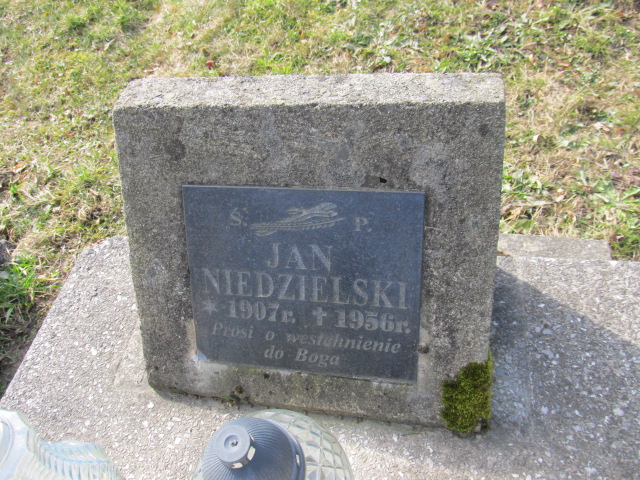 Ś. P.
JAN
NIEDZIELSKI
* 1907r. † 1956r.
Prosi o westchnienie
do Boga